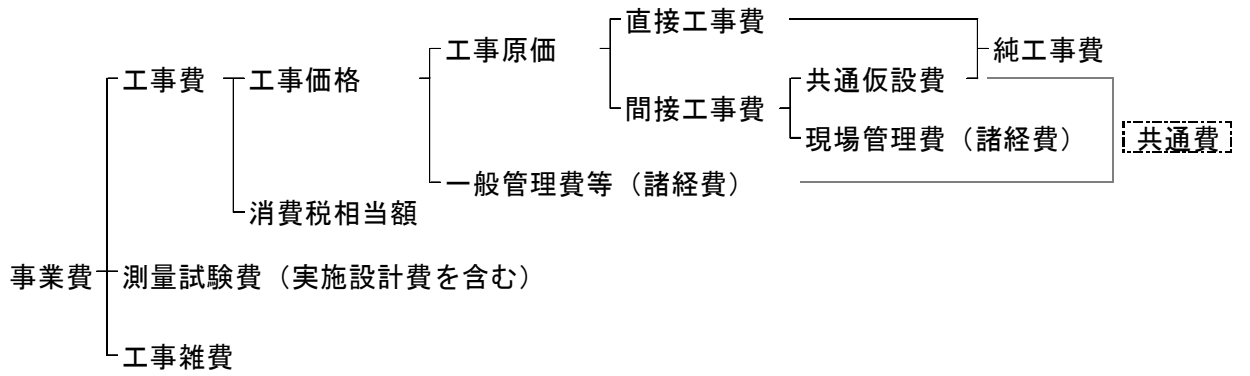 直接工事費
工事原価
純工事費
工事費
工事価格
共通仮設費
間接工事費
現場管理費（諸経費）
共通費
一般管理費等（諸経費）
消費税相当額
事業費
測量試験費（実施設計費を含む）
工事雑費